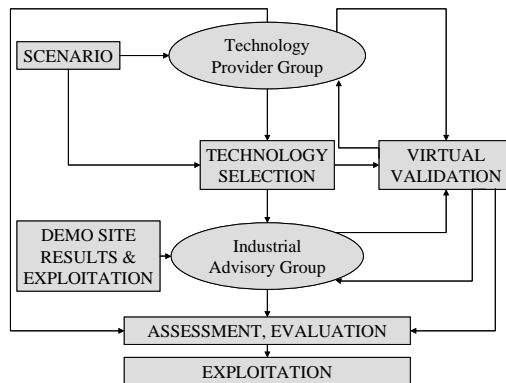 Technology
Provider Group
SCENARIO
TECHNOLOGY
SELECTION
VIRTUAL
VALIDATION
DEMO SITE
RESULTS &
EXPLOITATION
Industrial
Advisory Group
ASSESSMENT, EVALUATION
EXPLOITATION